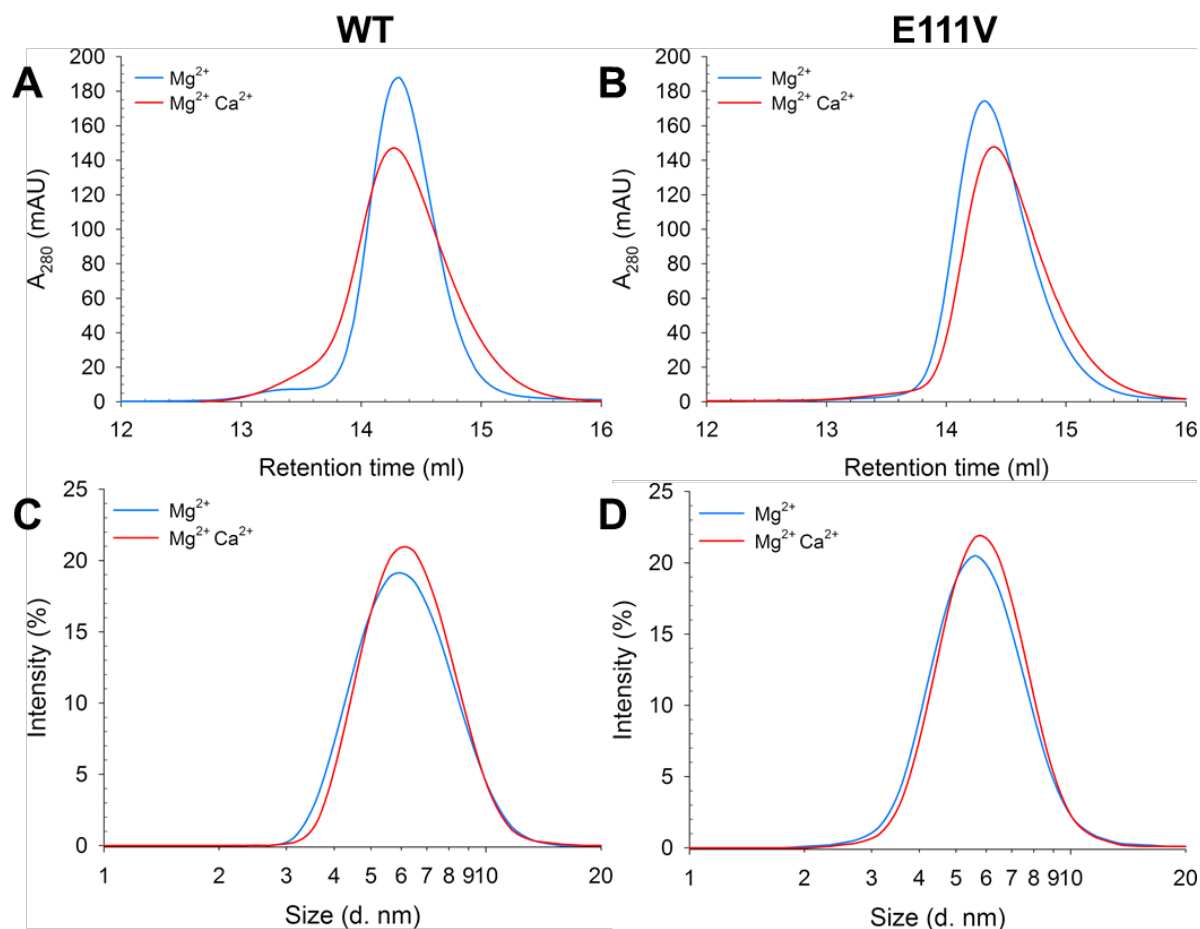 WT
E111V
A
Mg²⁺
Mg²⁺ Ca²⁺
A₂₈₀ (mAU)
200
180
160
140
120
100
80
60
40
20
0
12 13 14 15 16
Retention time (ml)
B
Mg²⁺
Mg²⁺ Ca²⁺
A₂₈₀ (mAU)
200
180
160
140
120
100
80
60
40
20
0
12 13 14 15 16
Retention time (ml)
C
Mg²⁺
Mg²⁺ Ca²⁺
Intensity (%)
25
20
15
10
5
0
1 2 3 4 5 6 7 8 910 20
Size (d. nm)
D
Mg²⁺
Mg²⁺ Ca²⁺
Intensity (%)
25
20
15
10
5
0
1 2 3 4 5 6 7 8 910 20
Size (d. nm)